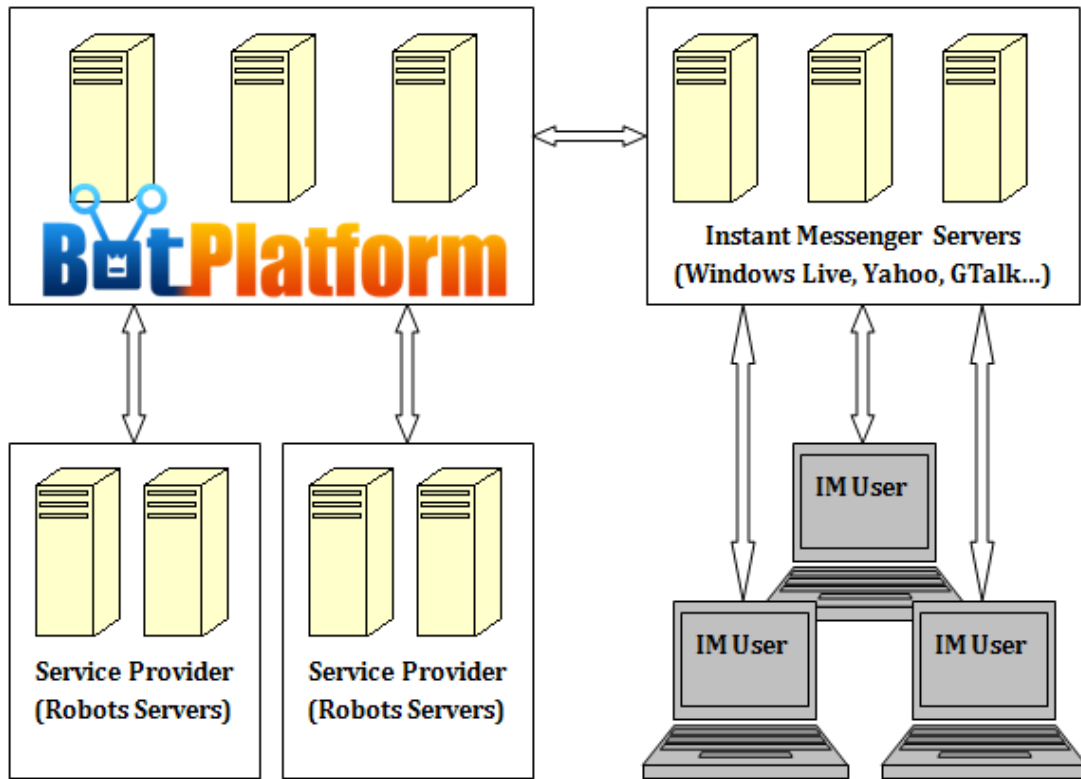 BotPlatform
Instant Messenger Servers
(Windows Live, Yahoo, GTalk...)
Service Provider
(Robots Servers)
Service Provider
(Robots Servers)
IM User
IM User
IM User